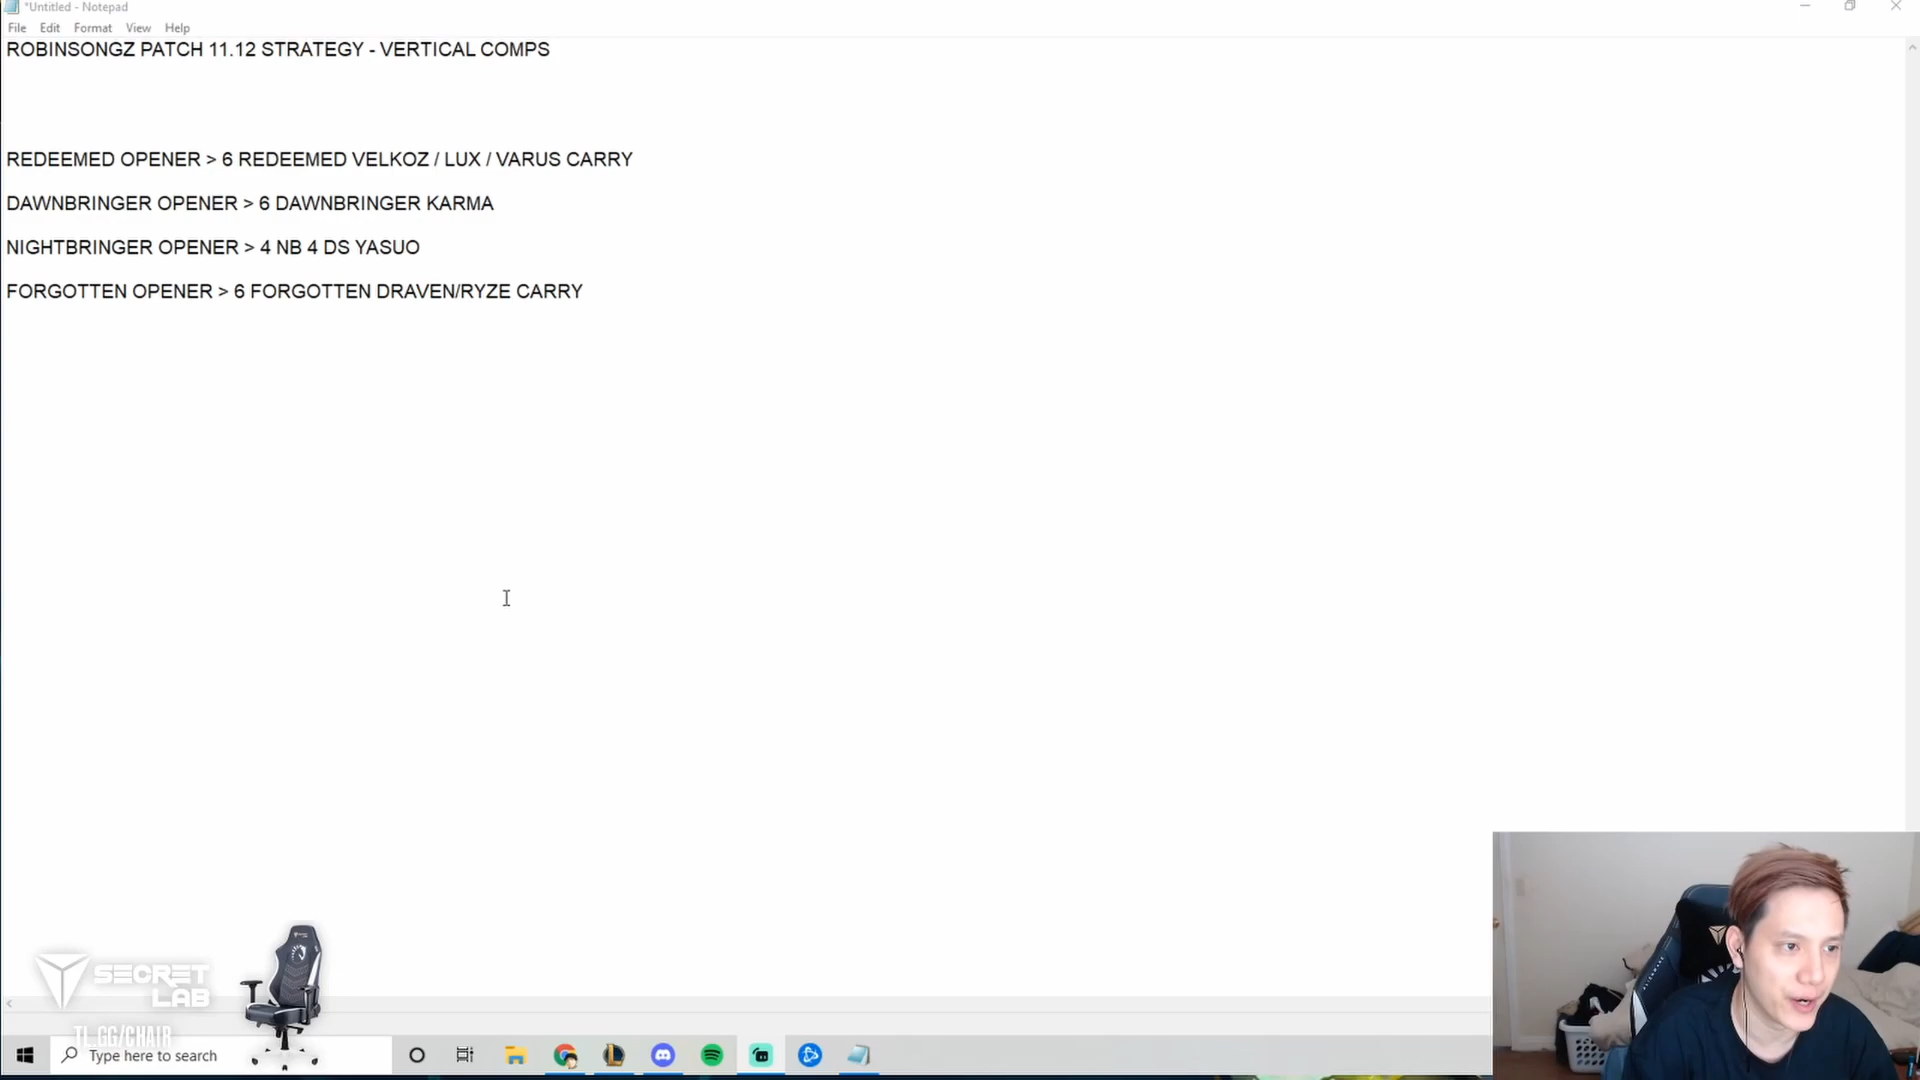 *Untitled - Notepad
File Edit Format View Help
ROBINSONGZ PATCH 11.12 STRATEGY - VERTICAL COMPS
REDEEMED OPENER > 6 REDEEMED VELKOZ / LUX / VARUS CARRY
DAWNBRINGER OPENER > 6 DAWNBRINGER KARMA
NIGHTBRINGER OPENER > 4 NB 4 DS YASUO
FORGOTTEN OPENER > 6 FORGOTTEN DRAVEN/RYZE CARRY
SECRET
LAB
TL.GG/CHAIR
Type here to search